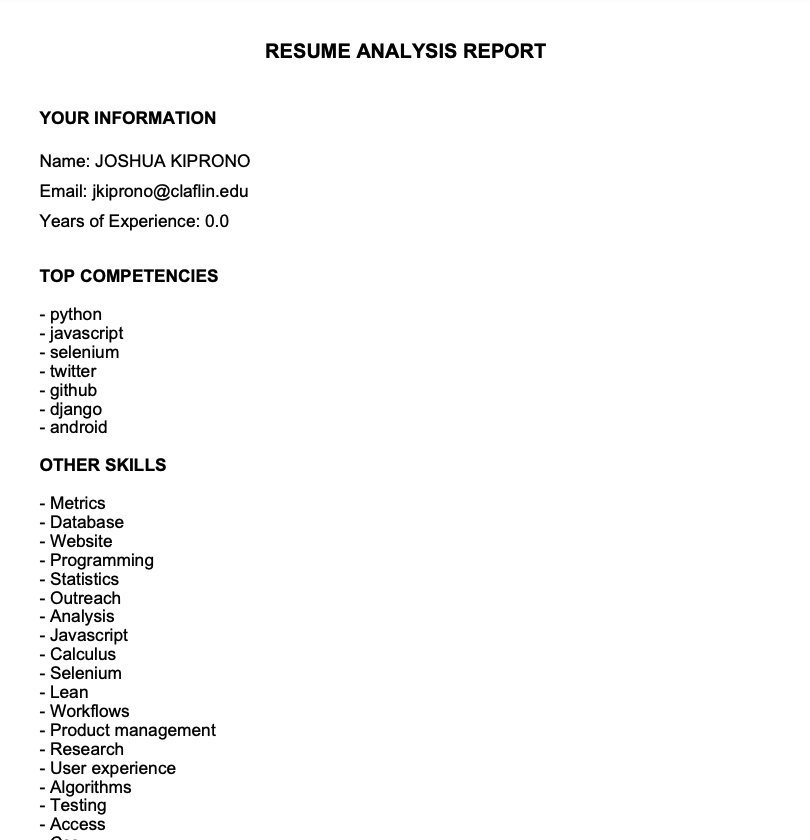 RESUME ANALYSIS REPORT
YOUR INFORMATION
Name: JOSHUA KIPRONO
Email: jkiprono@claflin.edu
Years of Experience: 0.0
TOP COMPETENCIES
- python
- javascript
- selenium
- twitter
- github
- django
- android
OTHER SKILLS
- Metrics
- Database
- Website
- Programming
- Statistics
- Outreach
- Analysis
- Javascript
- Calculus
- Selenium
- Lean
- Workflows
- Product management
- Research
- User experience
- Algorithms
- Testing
- Access